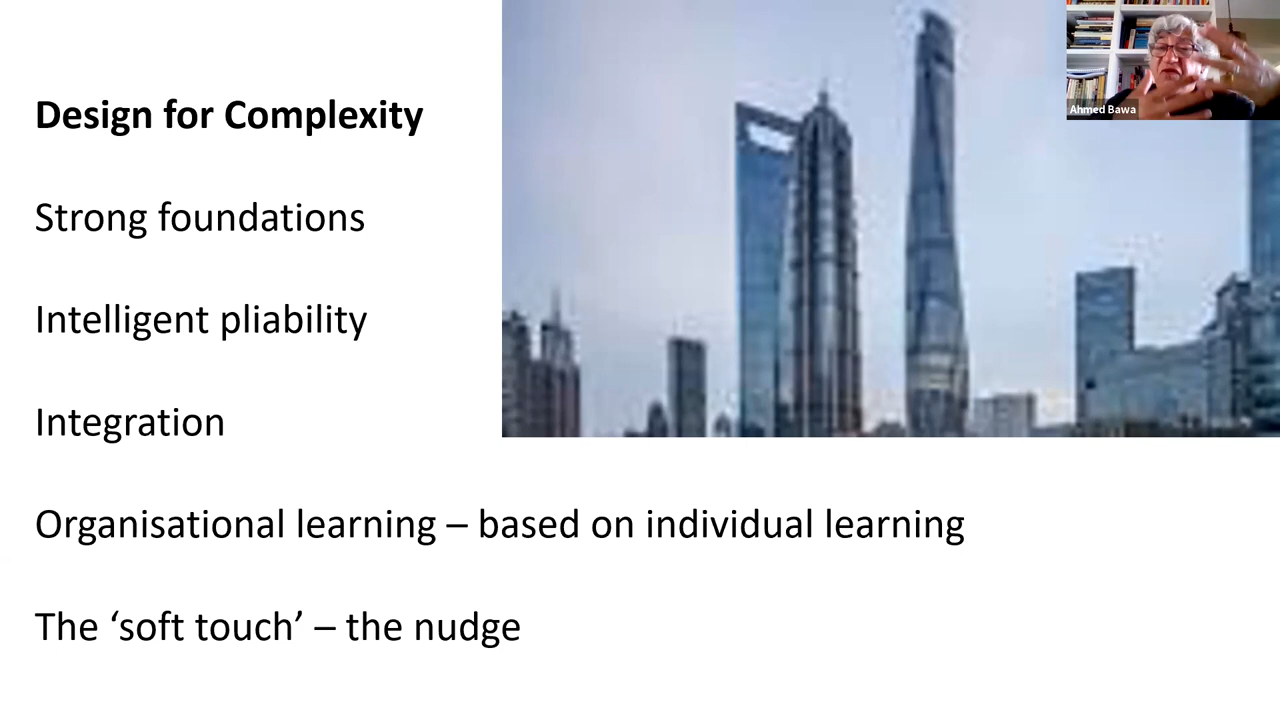 Design for Complexity
Strong foundations
Intelligent pliability
Integration
Organisational learning – based on individual learning
The ‘soft touch’ – the nudge
Ahmed Bawa